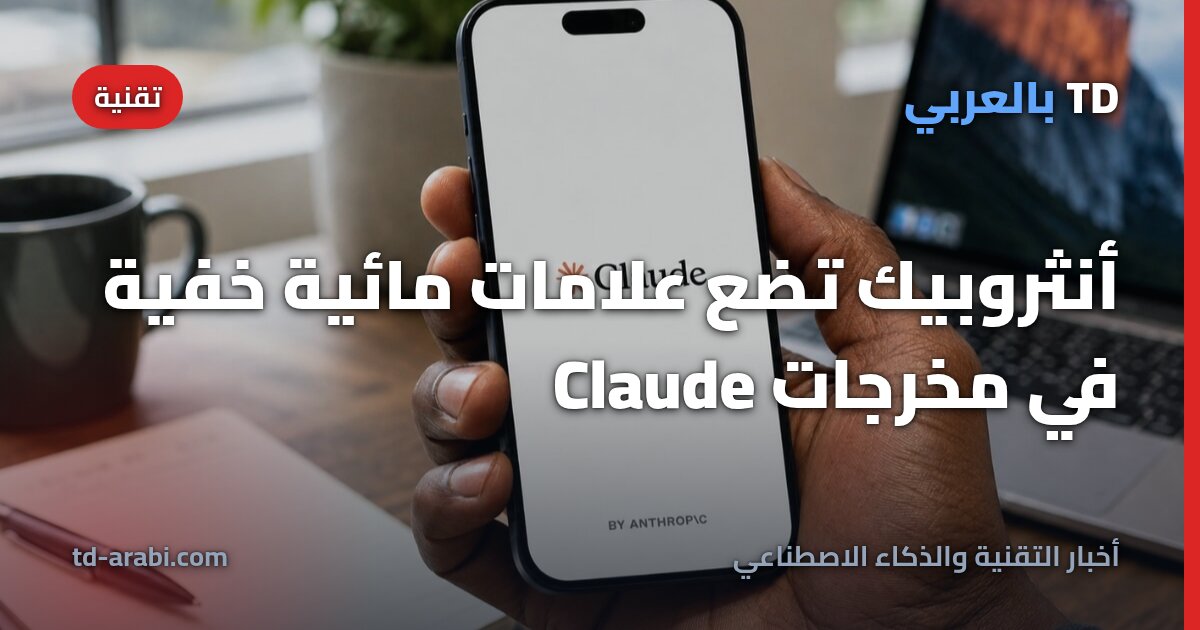 TD بالعربي
تقنية
Claude
أنثروبيك تضع علامات مائية خفية
في مخرجات Claude
BY ANTHROP\C
أخبار التقنية والذكاء الاصطناعي
td-arabi.com